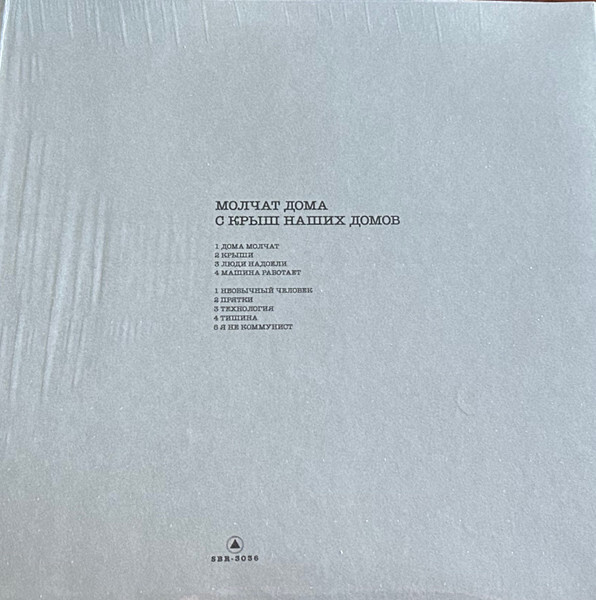 МОЛЧАТ ДОМА
С КРЫШ НАШИХ ДОМОВ
1 ДОМА МОЛЧАТ
2 КРЫШИ
3 ЛЮДИ НАДОЕЛИ
4 МАШИНА РАБОТАЕТ
1 НЕОБЫЧНЫЙ ЧЕЛОВЕК
2 ПРЯТКИ
3 ТЕХНОЛОГИЯ
4 ТИШИНА
5 Я НЕ КОММУНИСТ
SBR-3036